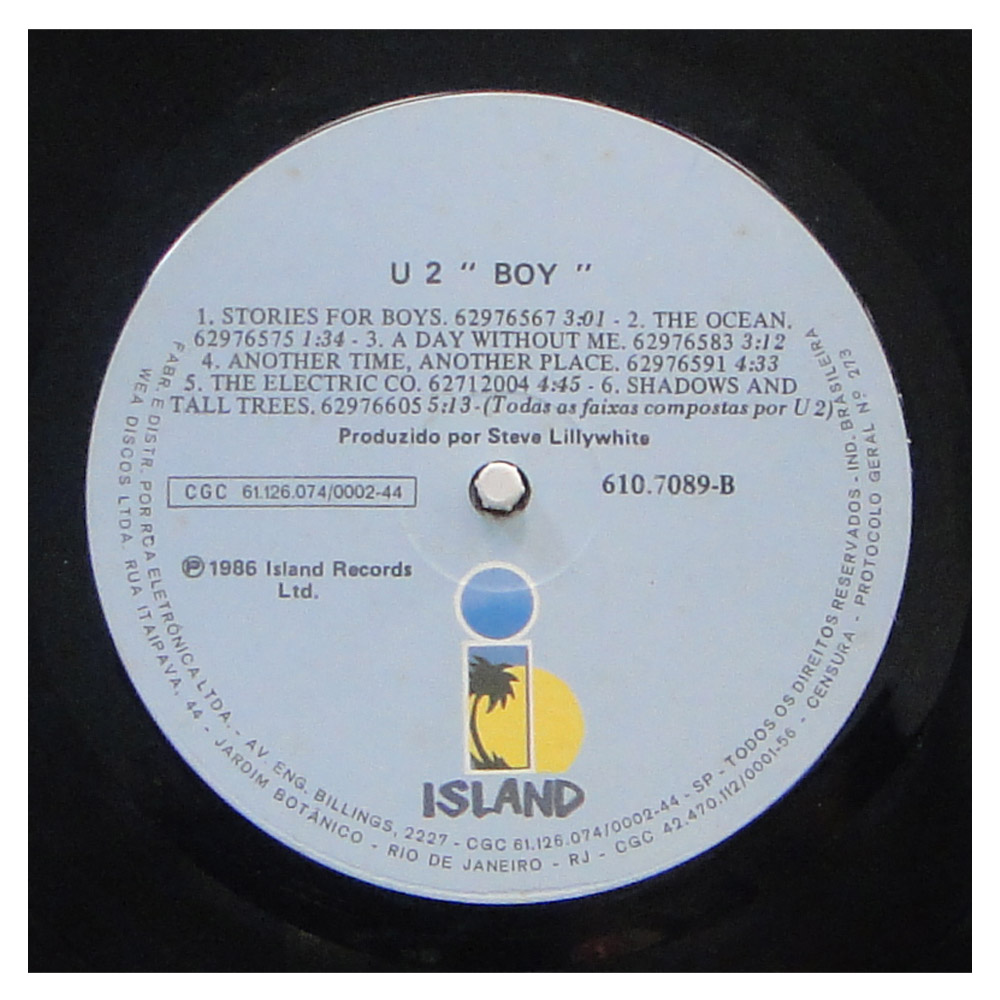 U 2 " BOY "
1. STORIES FOR BOYS. 62976567 3:01 - 2. THE OCEAN.
62976575 1:34 - 3. A DAY WITHOUT ME. 62976583 3:12
4. ANOTHER TIME, ANOTHER PLACE. 62976591 4:33
5. THE ELECTRIC CO. 62712004 4:45 - 6. SHADOWS AND
TALL TREES. 62976605 5:13 - (Todas as faixas compostas por U 2)
Produzido por Steve Lillywhite
CGC 61.126.074/0002-44
610.7089-B
℗ 1986 Island Records
Ltd.
ISLAND
FABR. E DISTR. POR RCA ELETRÔNICA LTDA. - AV. ENG. BILLINGS, 2227 - CGC 61.126.074/0002-44 - SP - TODOS OS DIREITOS RESERVADOS - IND. BRASILEIRA
WEA DISCOS LTDA. RUA ITAIPAVA, 44 - JARDIM BOTÂNICO - RIO DE JANEIRO - RJ - CGC 42.470.112/0001-56 - CENSURA - PROTOCOLO GERAL Nº 273